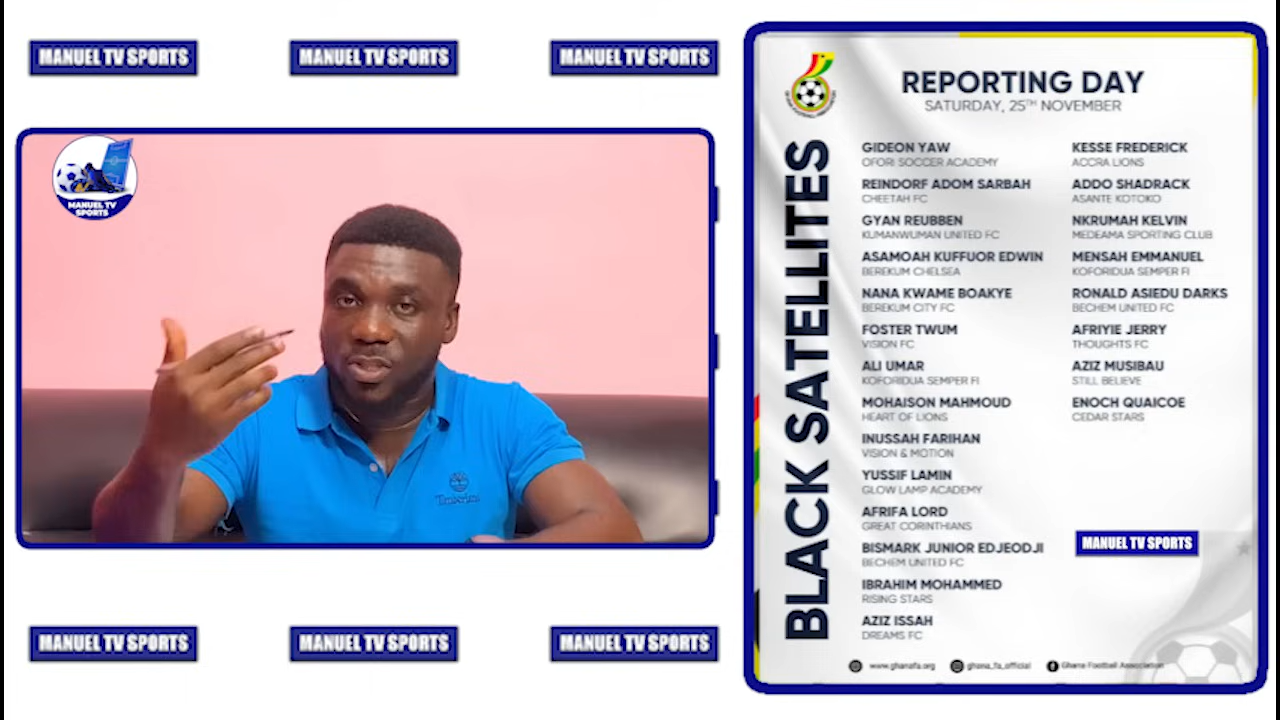 MANUEL TV SPORTS
MANUEL TV SPORTS
MANUEL TV SPORTS
MANUEL TV
SPORTS
Timberland
MANUEL TV SPORTS
MANUEL TV SPORTS
MANUEL TV SPORTS
REPORTING DAY
SATURDAY, 25TH NOVEMBER
BLACK SATELLITES
GIDEON YAW
OFORI SOCCER ACADEMY
REINDORF ADOM SARBAH
CHEETAH FC
GYAN REUBBEN
KUMANWUMAN UNITED FC
ASAMOAH KUFFUOR EDWIN
BEREKUM CHELSEA
NANA KWAME BOAKYE
BEREKUM CITY FC
FOSTER TWUM
VISION FC
ALI UMAR
KOFORIDUA SEMPER FI
MOHAISON MAHMOUD
HEART OF LIONS
INUSSAH FARIHAN
VISION & MOTION
YUSSIF LAMIN
GLOW LAMP ACADEMY
AFRIFA LORD
GREAT CORINTHIANS
BISMARK JUNIOR EDJEODJI
BECHEM UNITED FC
IBRAHIM MOHAMMED
RISING STARS
AZIZ ISSAH
DREAMS FC
KESSE FREDERICK
ACCRA LIONS
ADDO SHADRACK
ASANTE KOTOKO
NKRUMAH KELVIN
MEDEAMA SPORTING CLUB
MENSAH EMMANUEL
KOFORIDUA SEMPER FI
RONALD ASIEDU DARKS
BECHEM UNITED FC
AFRIYIE JERRY
THOUGHTS FC
AZIZ MUSIBAU
STILL BELIEVE
ENOCH QUAICOE
CEDAR STARS
MANUEL TV SPORTS
www.ghanafa.org ghana_fa_official Ghana Football Association